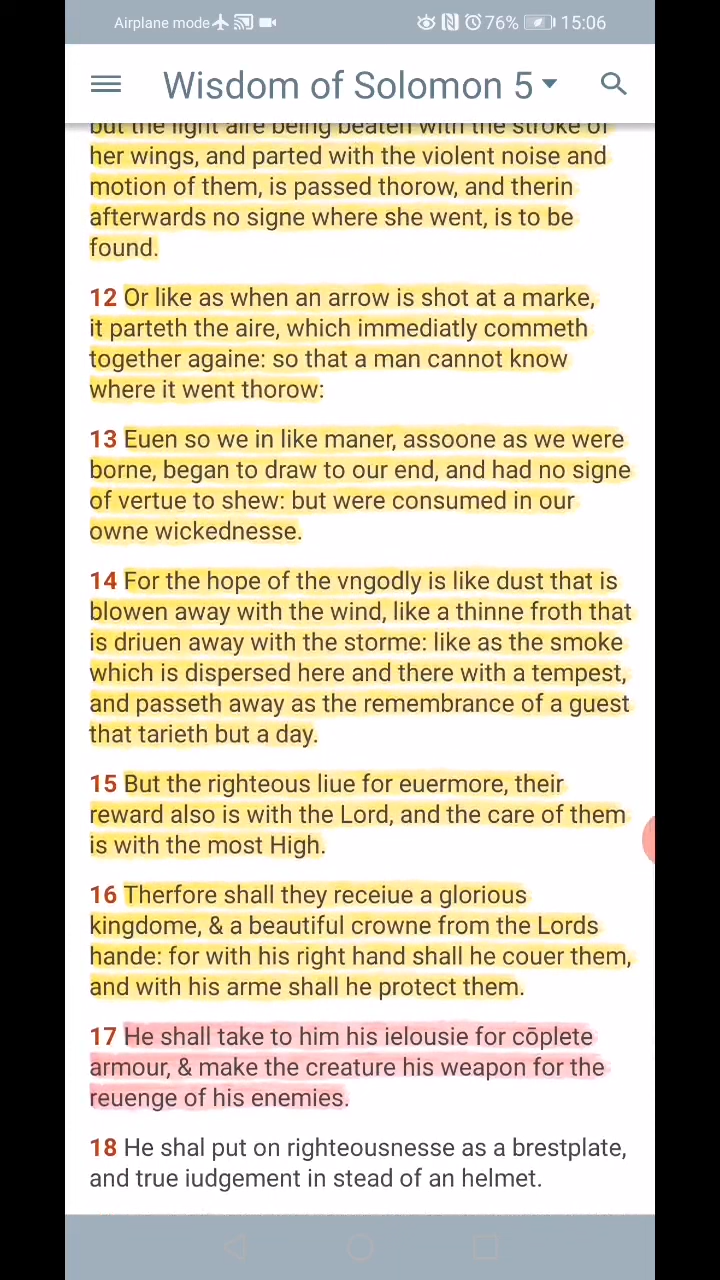 Airplane mode 76% 15:06
Wisdom of Solomon 5
but the light aire being beaten with the stroke of
her wings, and parted with the violent noise and
motion of them, is passed thorow, and therin
afterwards no signe where she went, is to be
found.
12 Or like as when an arrow is shot at a marke,
it parteth the aire, which immediatly commeth
together againe: so that a man cannot know
where it went thorow:
13 Euen so we in like maner, assoone as we were
borne, began to draw to our end, and had no signe
of vertue to shew: but were consumed in our
owne wickednesse.
14 For the hope of the vngodly is like dust that is
blowen away with the wind, like a thinne froth that
is driuen away with the storme: like as the smoke
which is dispersed here and there with a tempest,
and passeth away as the remembrance of a guest
that tarieth but a day.
15 But the righteous liue for euermore, their
reward also is with the Lord, and the care of them
is with the most High.
16 Therfore shall they receiue a glorious
kingdome, & a beautiful crowne from the Lords
hande: for with his right hand shall he couer them,
and with his arme shall he protect them.
17 He shall take to him his ielousie for cōplete
armour, & make the creature his weapon for the
reuenge of his enemies.
18 He shal put on righteousnesse as a brestplate,
and true iudgement in stead of an helmet.